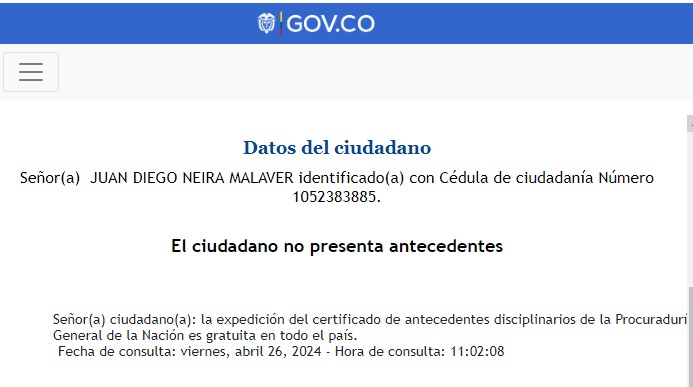 GOV.CO
Datos del ciudadano
Señor(a) JUAN DIEGO NEIRA MALAVER identificado(a) con Cédula de ciudadanía Número
1052383885.
El ciudadano no presenta antecedentes
Señor(a) ciudadano(a): la expedición del certificado de antecedentes disciplinarios de la Procuradurí
General de la Nación es gratuita en todo el país.
Fecha de consulta: viernes, abril 26, 2024 - Hora de consulta: 11:02:08